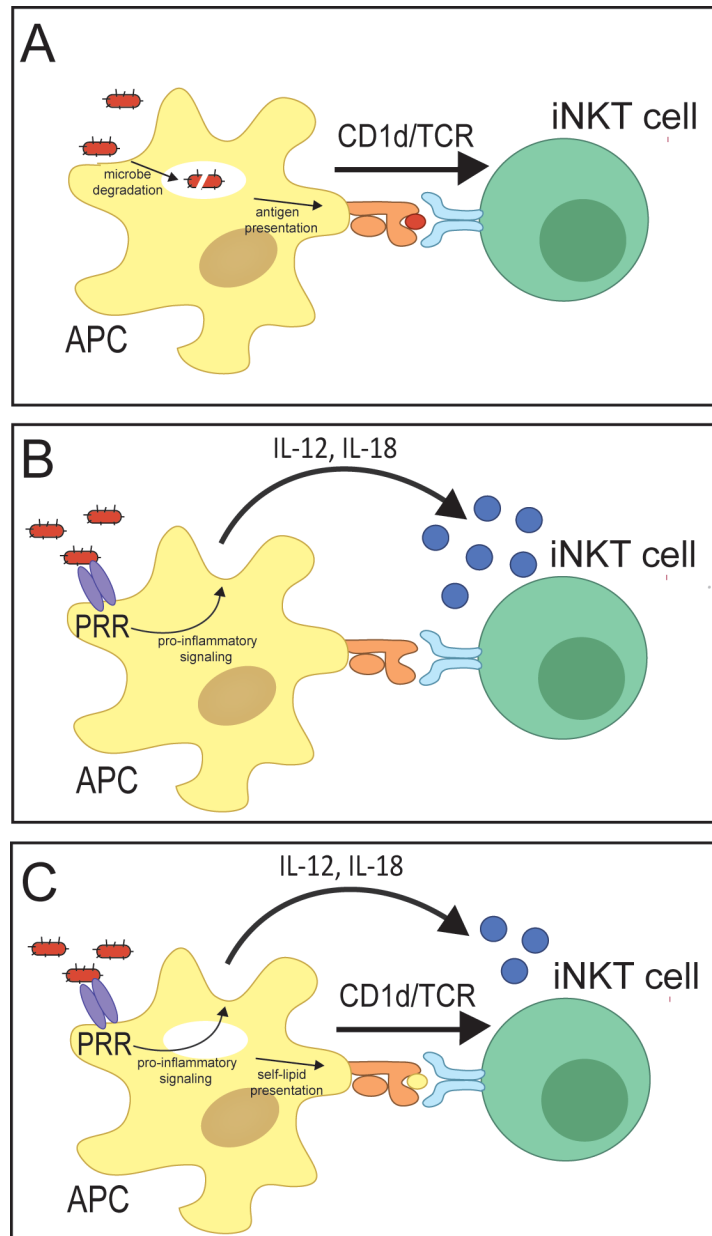 A
iNKT cell
CD1d/TCR
microbe
degradation
antigen
presentation
APC
B
IL-12, IL-18
iNKT cell
PRR
pro-inflammatory
signaling
APC
C
IL-12, IL-18
iNKT cell
CD1d/TCR
PRR
pro-inflammatory
signaling
self-lipid
presentation
APC